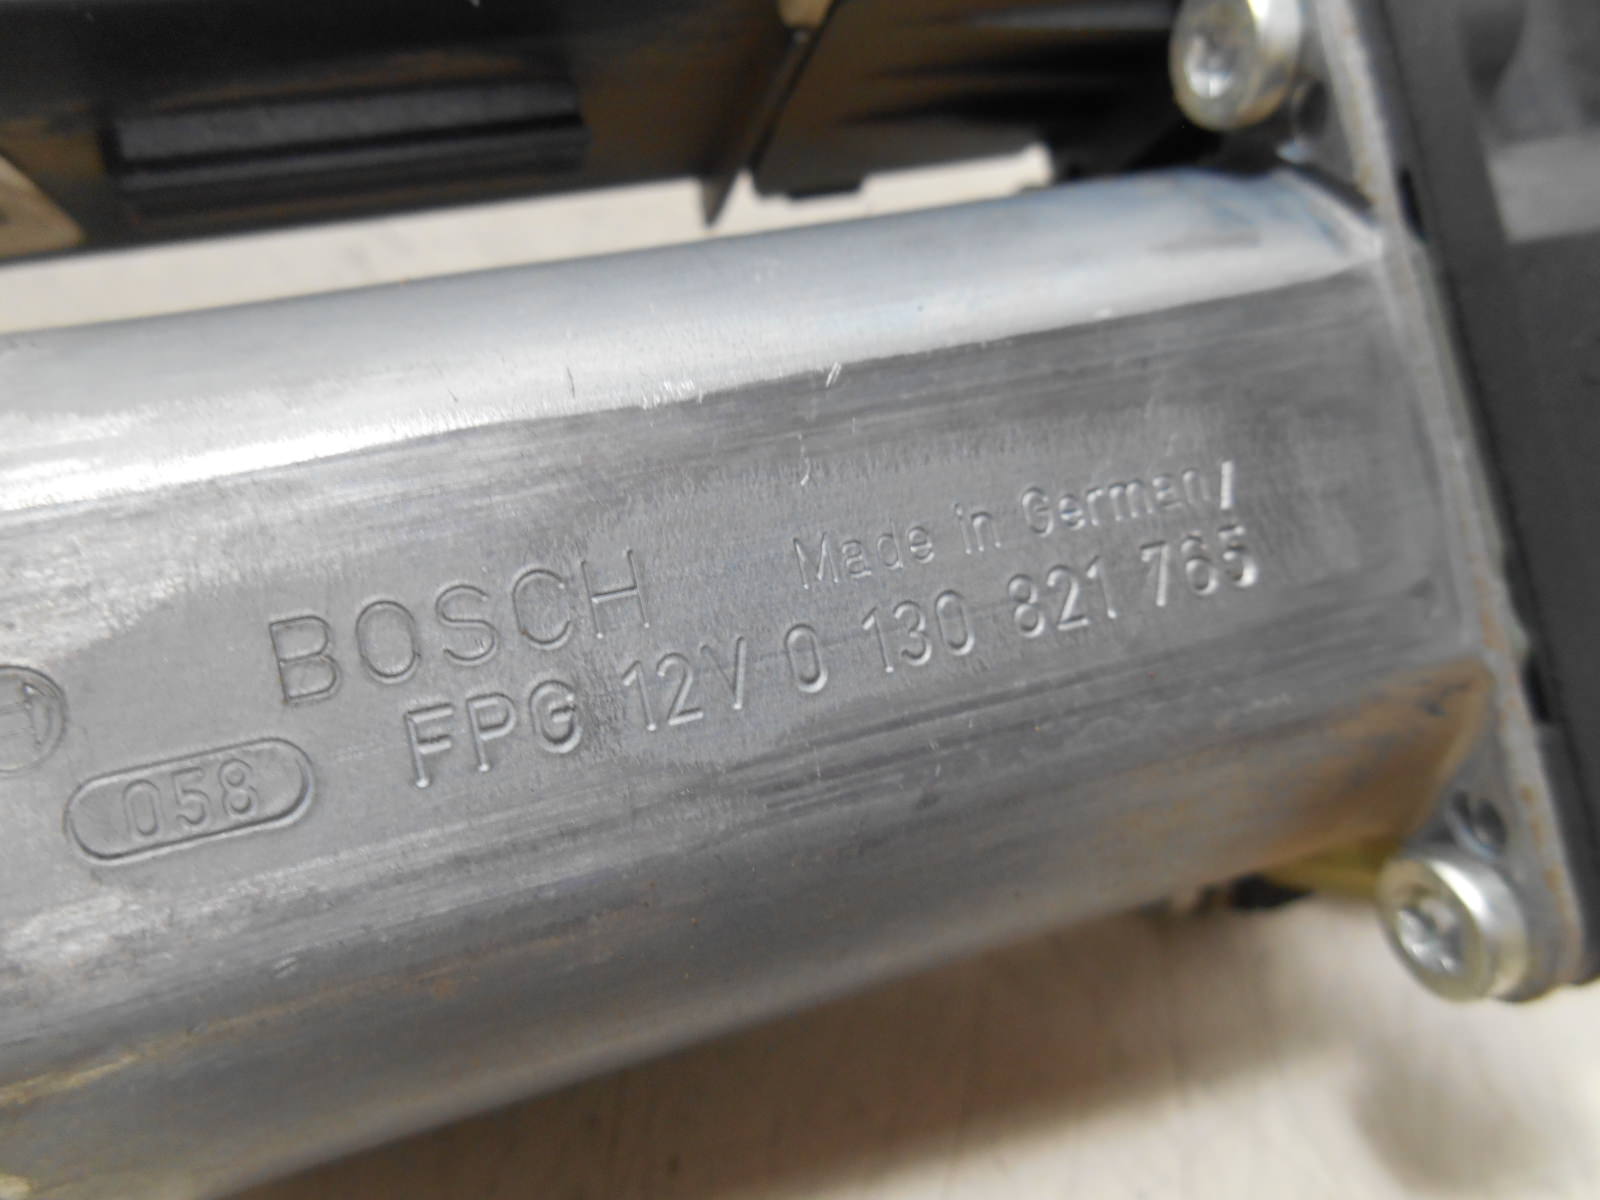 BOSCH Made in Germany
FPG 12V 0 130 821 765
058